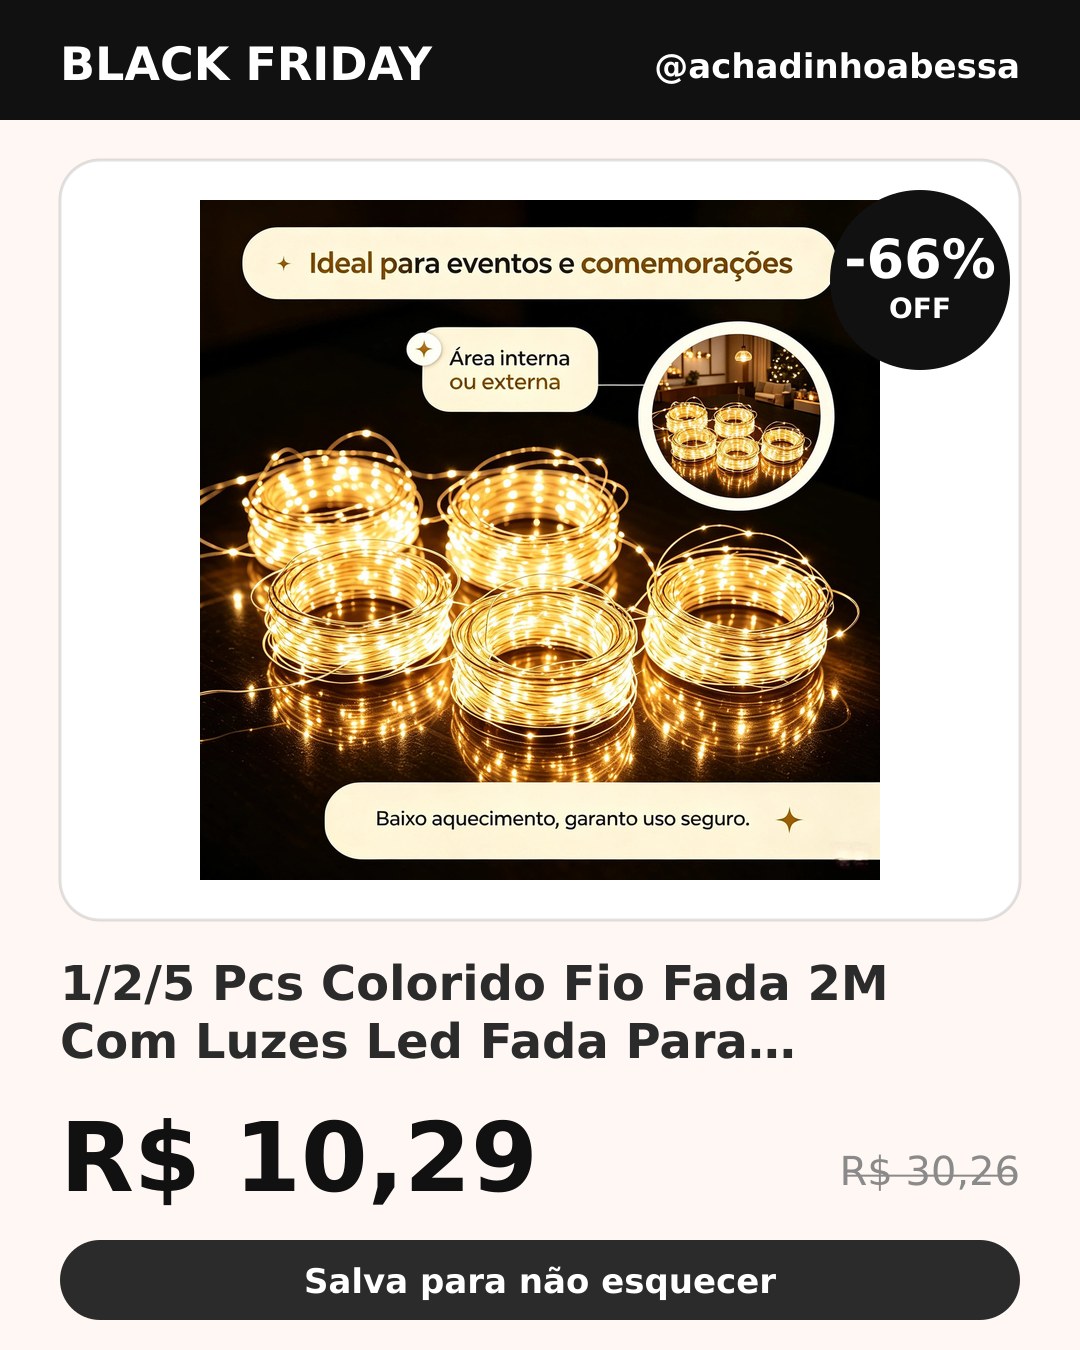 BLACK FRIDAY
@achadinhoabessa
-66%
OFF
Ideal para eventos e comemorações
Área interna
ou externa
Baixo aquecimento, garanto uso seguro.
1/2/5 Pcs Colorido Fio Fada 2M
Com Luzes Led Fada Para...
R$ 10,29
R$ 30,26
Salva para não esquecer